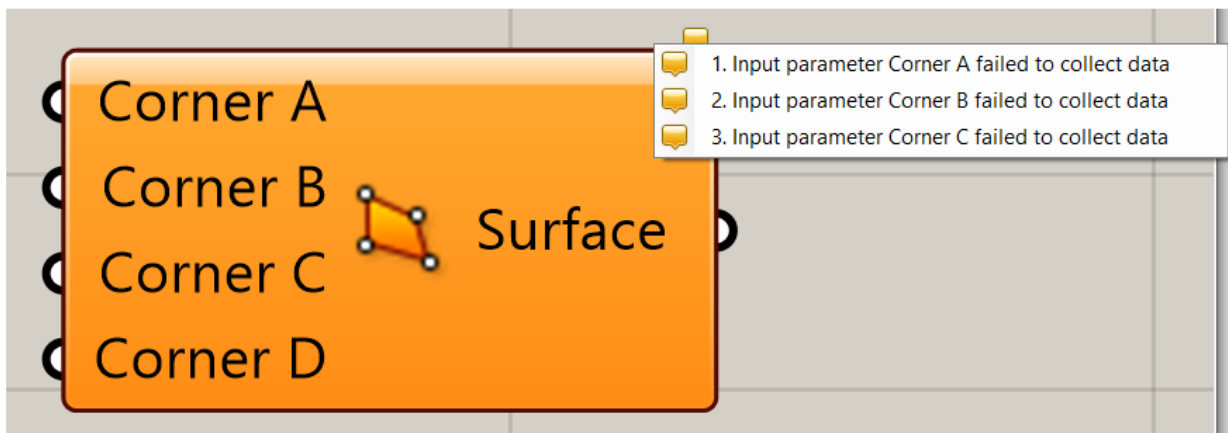 Corner A
Corner B
Corner C
Corner D
Surface
1. Input parameter Corner A failed to collect data
2. Input parameter Corner B failed to collect data
3. Input parameter Corner C failed to collect data